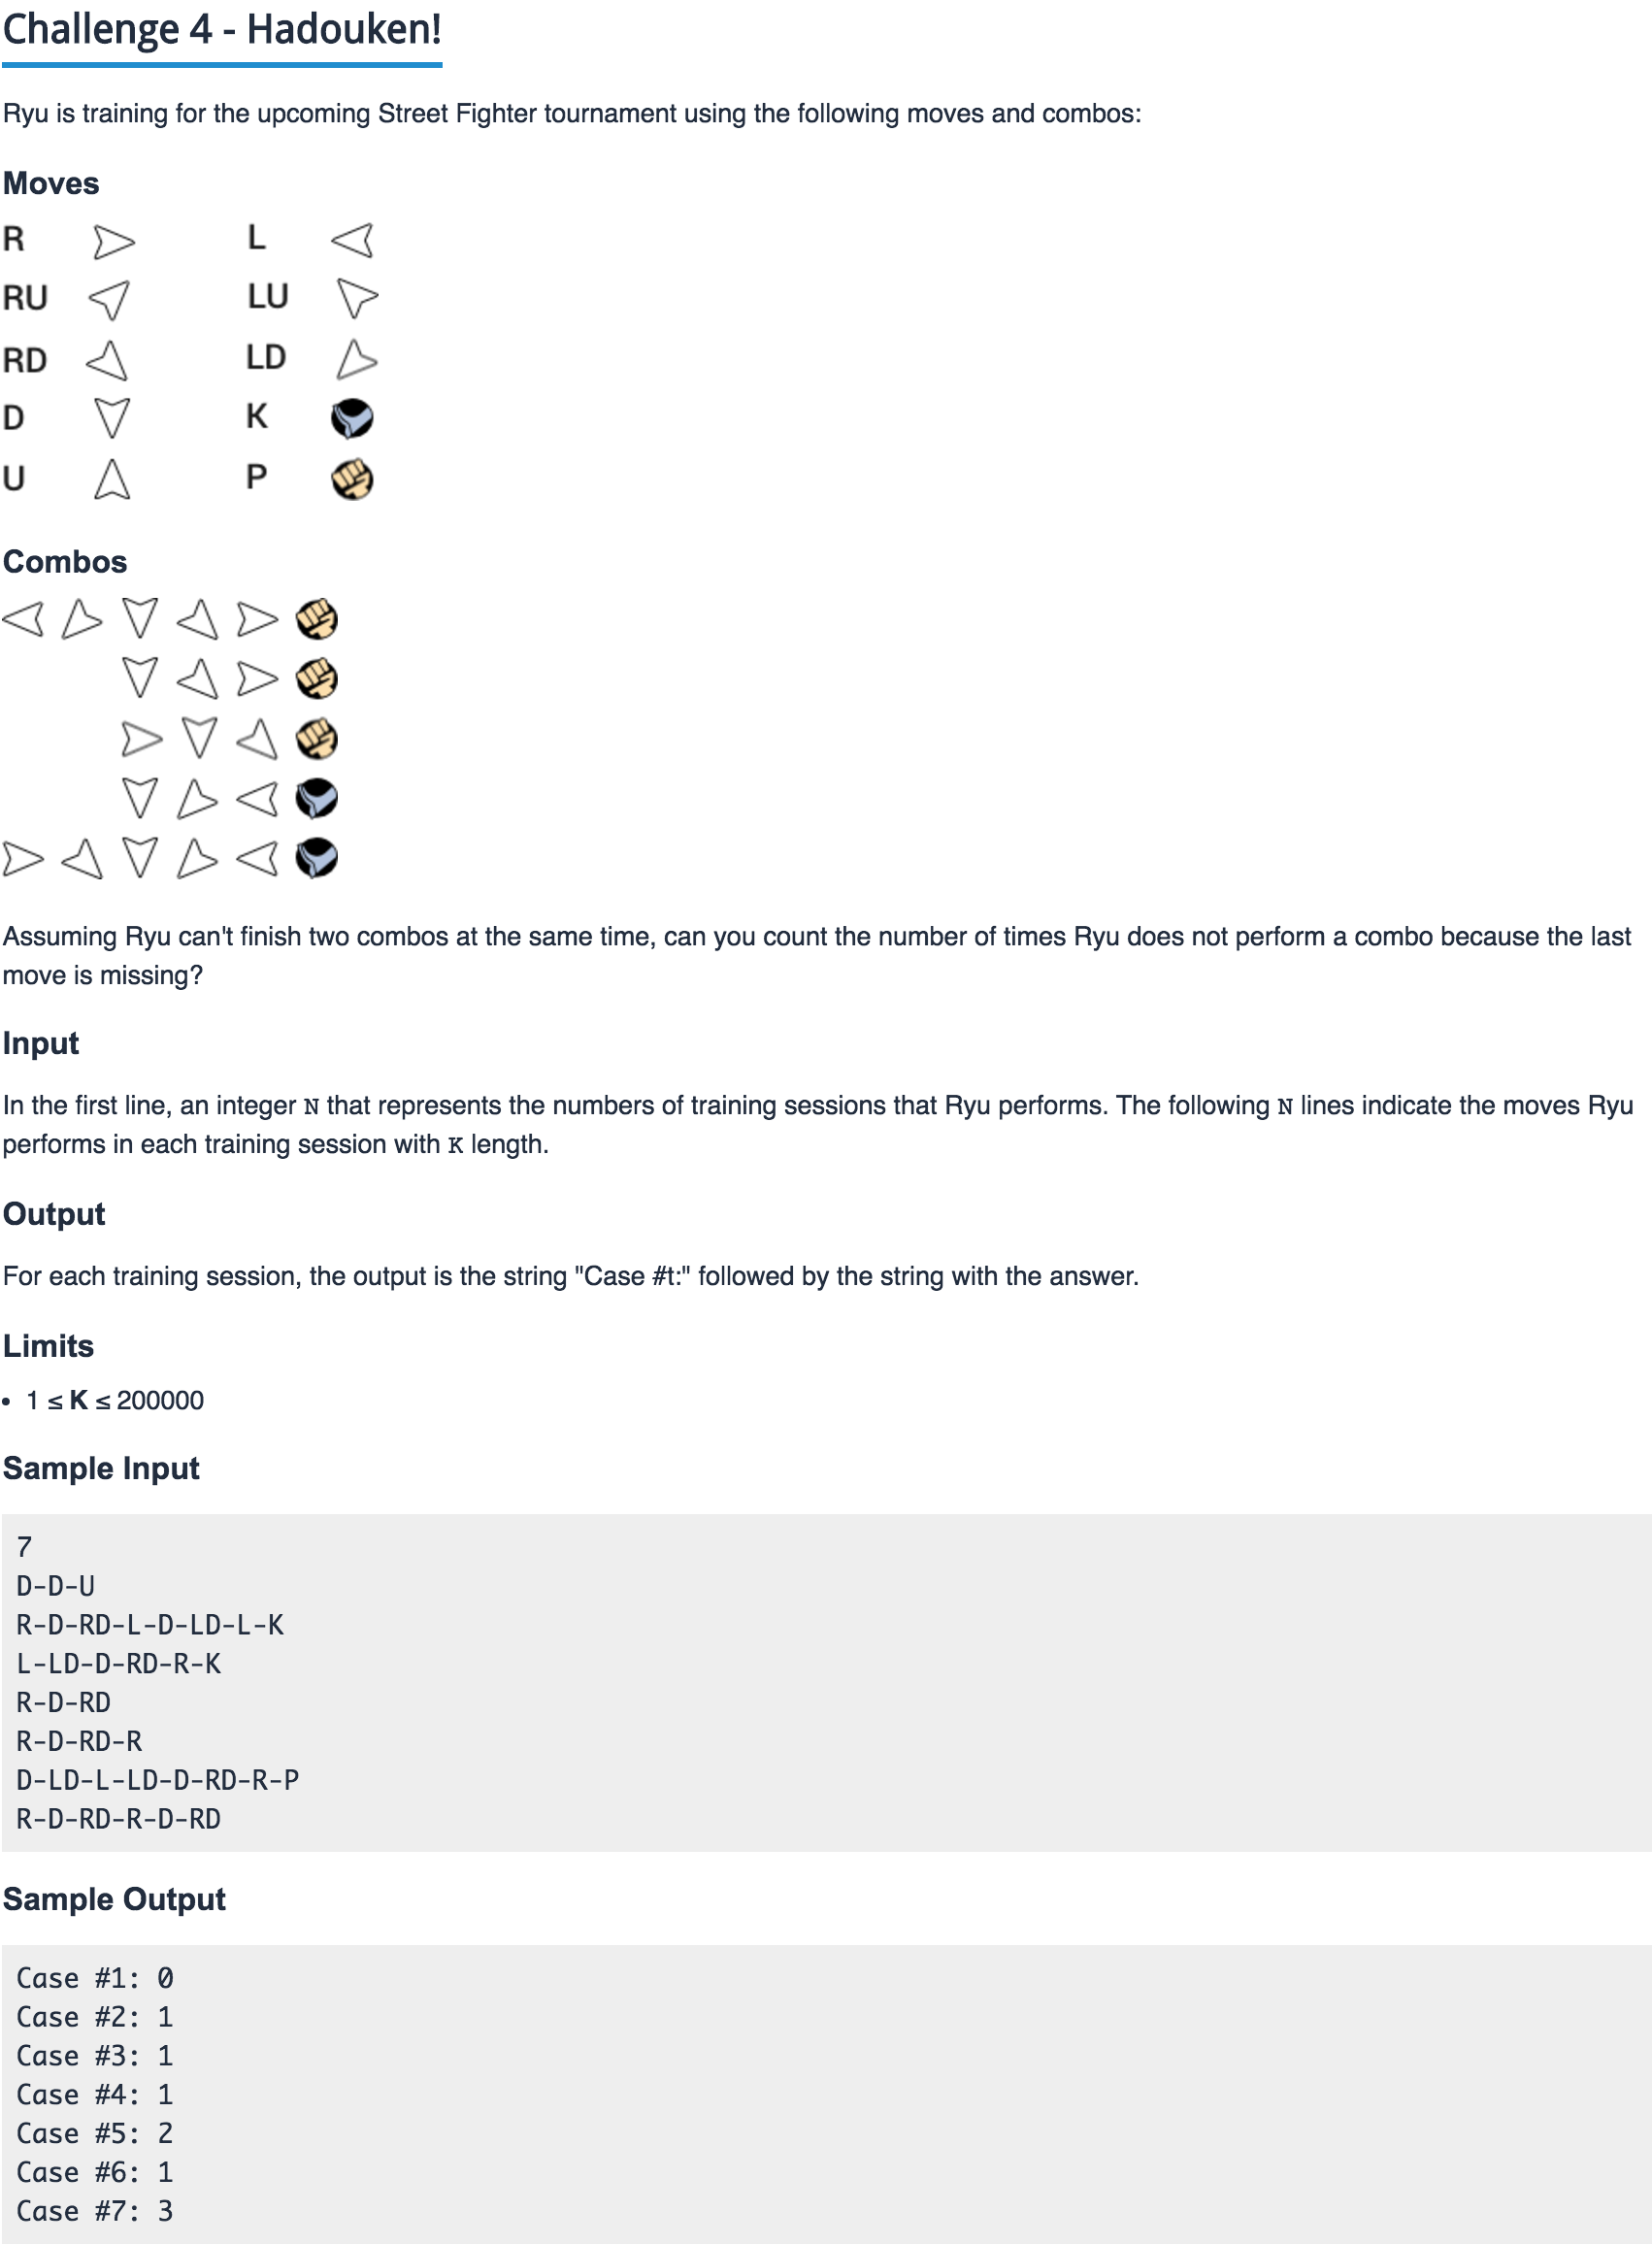 Challenge 4 - Hadouken!
Ryu is training for the upcoming Street Fighter tournament using the following moves and combos:
Moves
R L
RU LU
RD LD
D K
U P
Combos
Assuming Ryu can't finish two combos at the same time, can you count the number of times Ryu does not perform a combo because the last
move is missing?
Input
In the first line, an integer N that represents the numbers of training sessions that Ryu performs. The following N lines indicate the moves Ryu
performs in each training session with K length.
Output
For each training session, the output is the string "Case #t:" followed by the string with the answer.
Limits
• 1 ≤ K ≤ 200000
Sample Input
7
D-D-U
R-D-RD-L-D-LD-L-K
L-LD-D-RD-R-K
R-D-RD
R-D-RD-R
D-LD-L-LD-D-RD-R-P
R-D-RD-R-D-RD
Sample Output
Case #1: 0
Case #2: 1
Case #3: 1
Case #4: 1
Case #5: 2
Case #6: 1
Case #7: 3